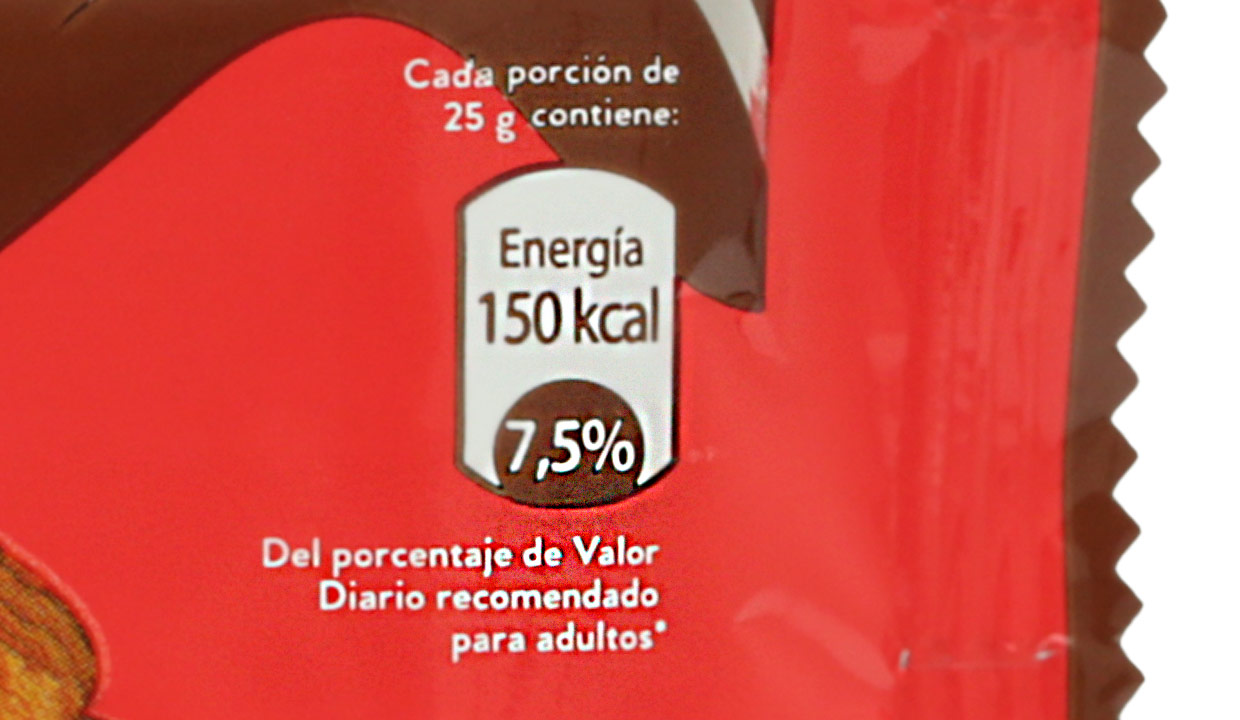 Cada porción de
25 g contiene:
Energía
150 kcal
7,5%
Del porcentaje de Valor
Diario recomendado
para adultos*